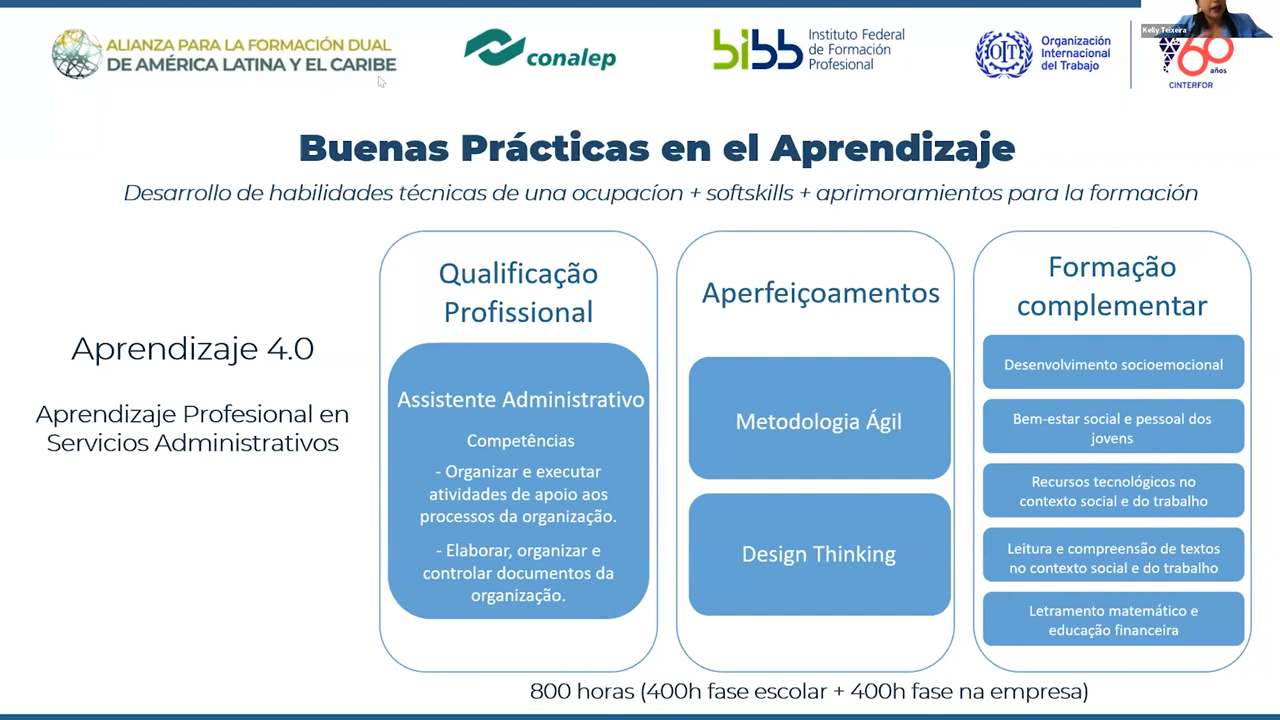 ALIANZA PARA LA FORMACIÓN DUAL
DE AMÉRICA LATINA Y EL CARIBE
conalep
bibb
Instituto Federal
de Formación
Profesional
OIT
Organización
Internacional
del Trabajo
60
años
CINTERFOR
Kelly Teixeira
Buenas Prácticas en el Aprendizaje
Desarrollo de habilidades técnicas de una ocupacíon + softskills + aprimoramientos para la formación
Aprendizaje 4.0
Aprendizaje Profesional en
Servicios Administrativos
Qualificação
Profissional
Assistente Administrativo
Competências
- Organizar e executar
atividades de apoio aos
processos da organização.
- Elaborar, organizar e
controlar documentos da
organização.
Aperfeiçoamentos
Metodologia Ágil
Design Thinking
Formação
complementar
Desenvolvimento socioemocional
Bem-estar social e pessoal dos
jovens
Recursos tecnológicos no
contexto social e do trabalho
Leitura e compreensão de textos
no contexto social e do trabalho
Letramento matemático e
educação financeira
800 horas (400h fase escolar + 400h fase na empresa)